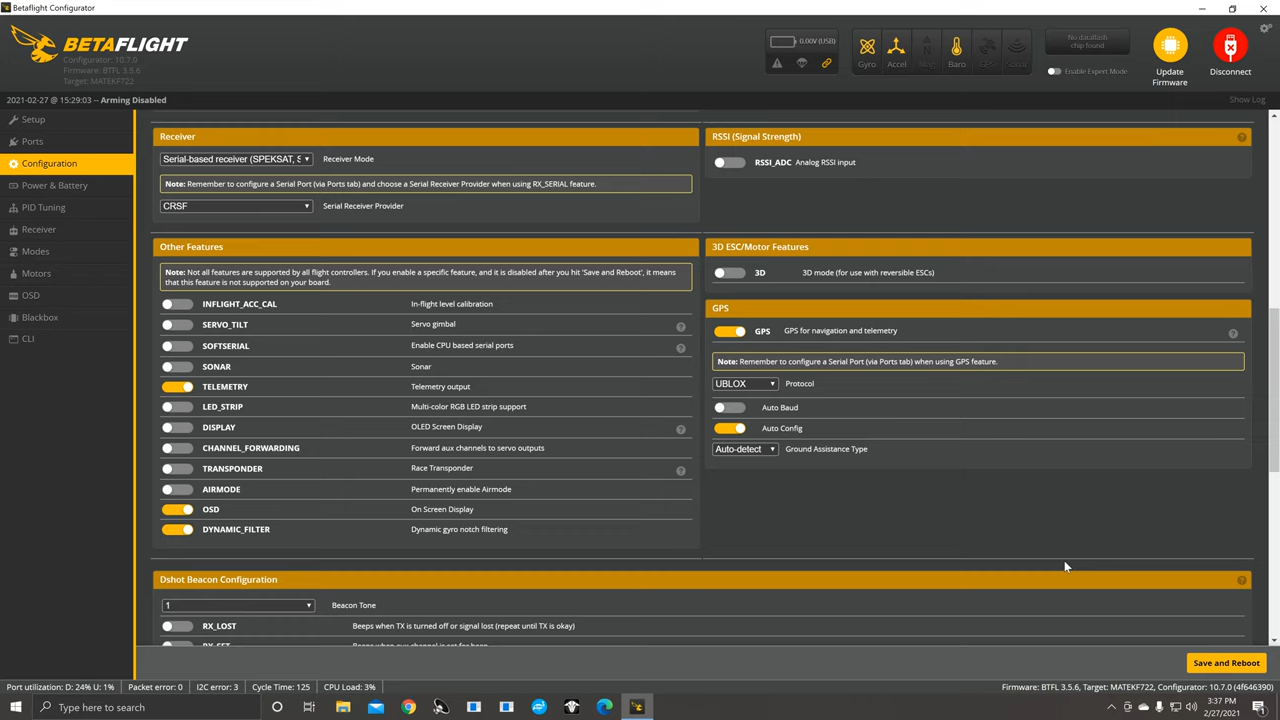 Betaflight Configurator
BETAFLIGHT
Configurator: 10.7.0
Firmware: BTFL 3.5.6
Target: MATEKF722
0.00V (USB)
Gyro
Accel
Mag
Baro
GPS
Sonar
No dataflash
chip found
Enable Expert Mode
Update
Firmware
Disconnect
2021-02-27 @ 15:29:03 -- Arming Disabled
Show Log
Setup
Ports
Configuration
Power & Battery
PID Tuning
Receiver
Modes
Motors
OSD
Blackbox
CLI
Receiver
Serial-based receiver (SPEKSAT, S
Receiver Mode
Note: Remember to configure a Serial Port (via Ports tab) and choose a Serial Receiver Provider when using RX_SERIAL feature.
CRSF
Serial Receiver Provider
RSSI (Signal Strength)
RSSI_ADC Analog RSSI input
Other Features
Note: Not all features are supported by all flight controllers. If you enable a specific feature, and it is disabled after you hit 'Save and Reboot', it means
that this feature is not supported on your board.
INFLIGHT_ACC_CAL In-flight level calibration
SERVO_TILT Servo gimbal
SOFTSERIAL Enable CPU based serial ports
SONAR Sonar
TELEMETRY Telemetry output
LED_STRIP Multi-color RGB LED strip support
DISPLAY OLED Screen Display
CHANNEL_FORWARDING Forward aux channels to servo outputs
TRANSPONDER Race Transponder
AIRMODE Permanently enable Airmode
OSD On Screen Display
DYNAMIC_FILTER Dynamic gyro notch filtering
3D ESC/Motor Features
3D 3D mode (for use with reversible ESCs)
GPS
GPS GPS for navigation and telemetry
Note: Remember to configure a Serial Port (via Ports tab) when using GPS feature.
UBLOX Protocol
Auto Baud
Auto Config
Auto-detect Ground Assistance Type
Dshot Beacon Configuration
1 Beacon Tone
RX_LOST Beeps when TX is turned off or signal lost (repeat until TX is okay)
RX_SET Beeps when aux channel is set for beep
Save and Reboot
Port utilization: D: 24% U: 1% Packet error: 0 I2C error: 3 Cycle Time: 125 CPU Load: 3%
Firmware: BTFL 3.5.6, Target: MATEKF722, Configurator: 10.7.0 (4f646390)
Type here to search
3:37 PM
2/27/2021